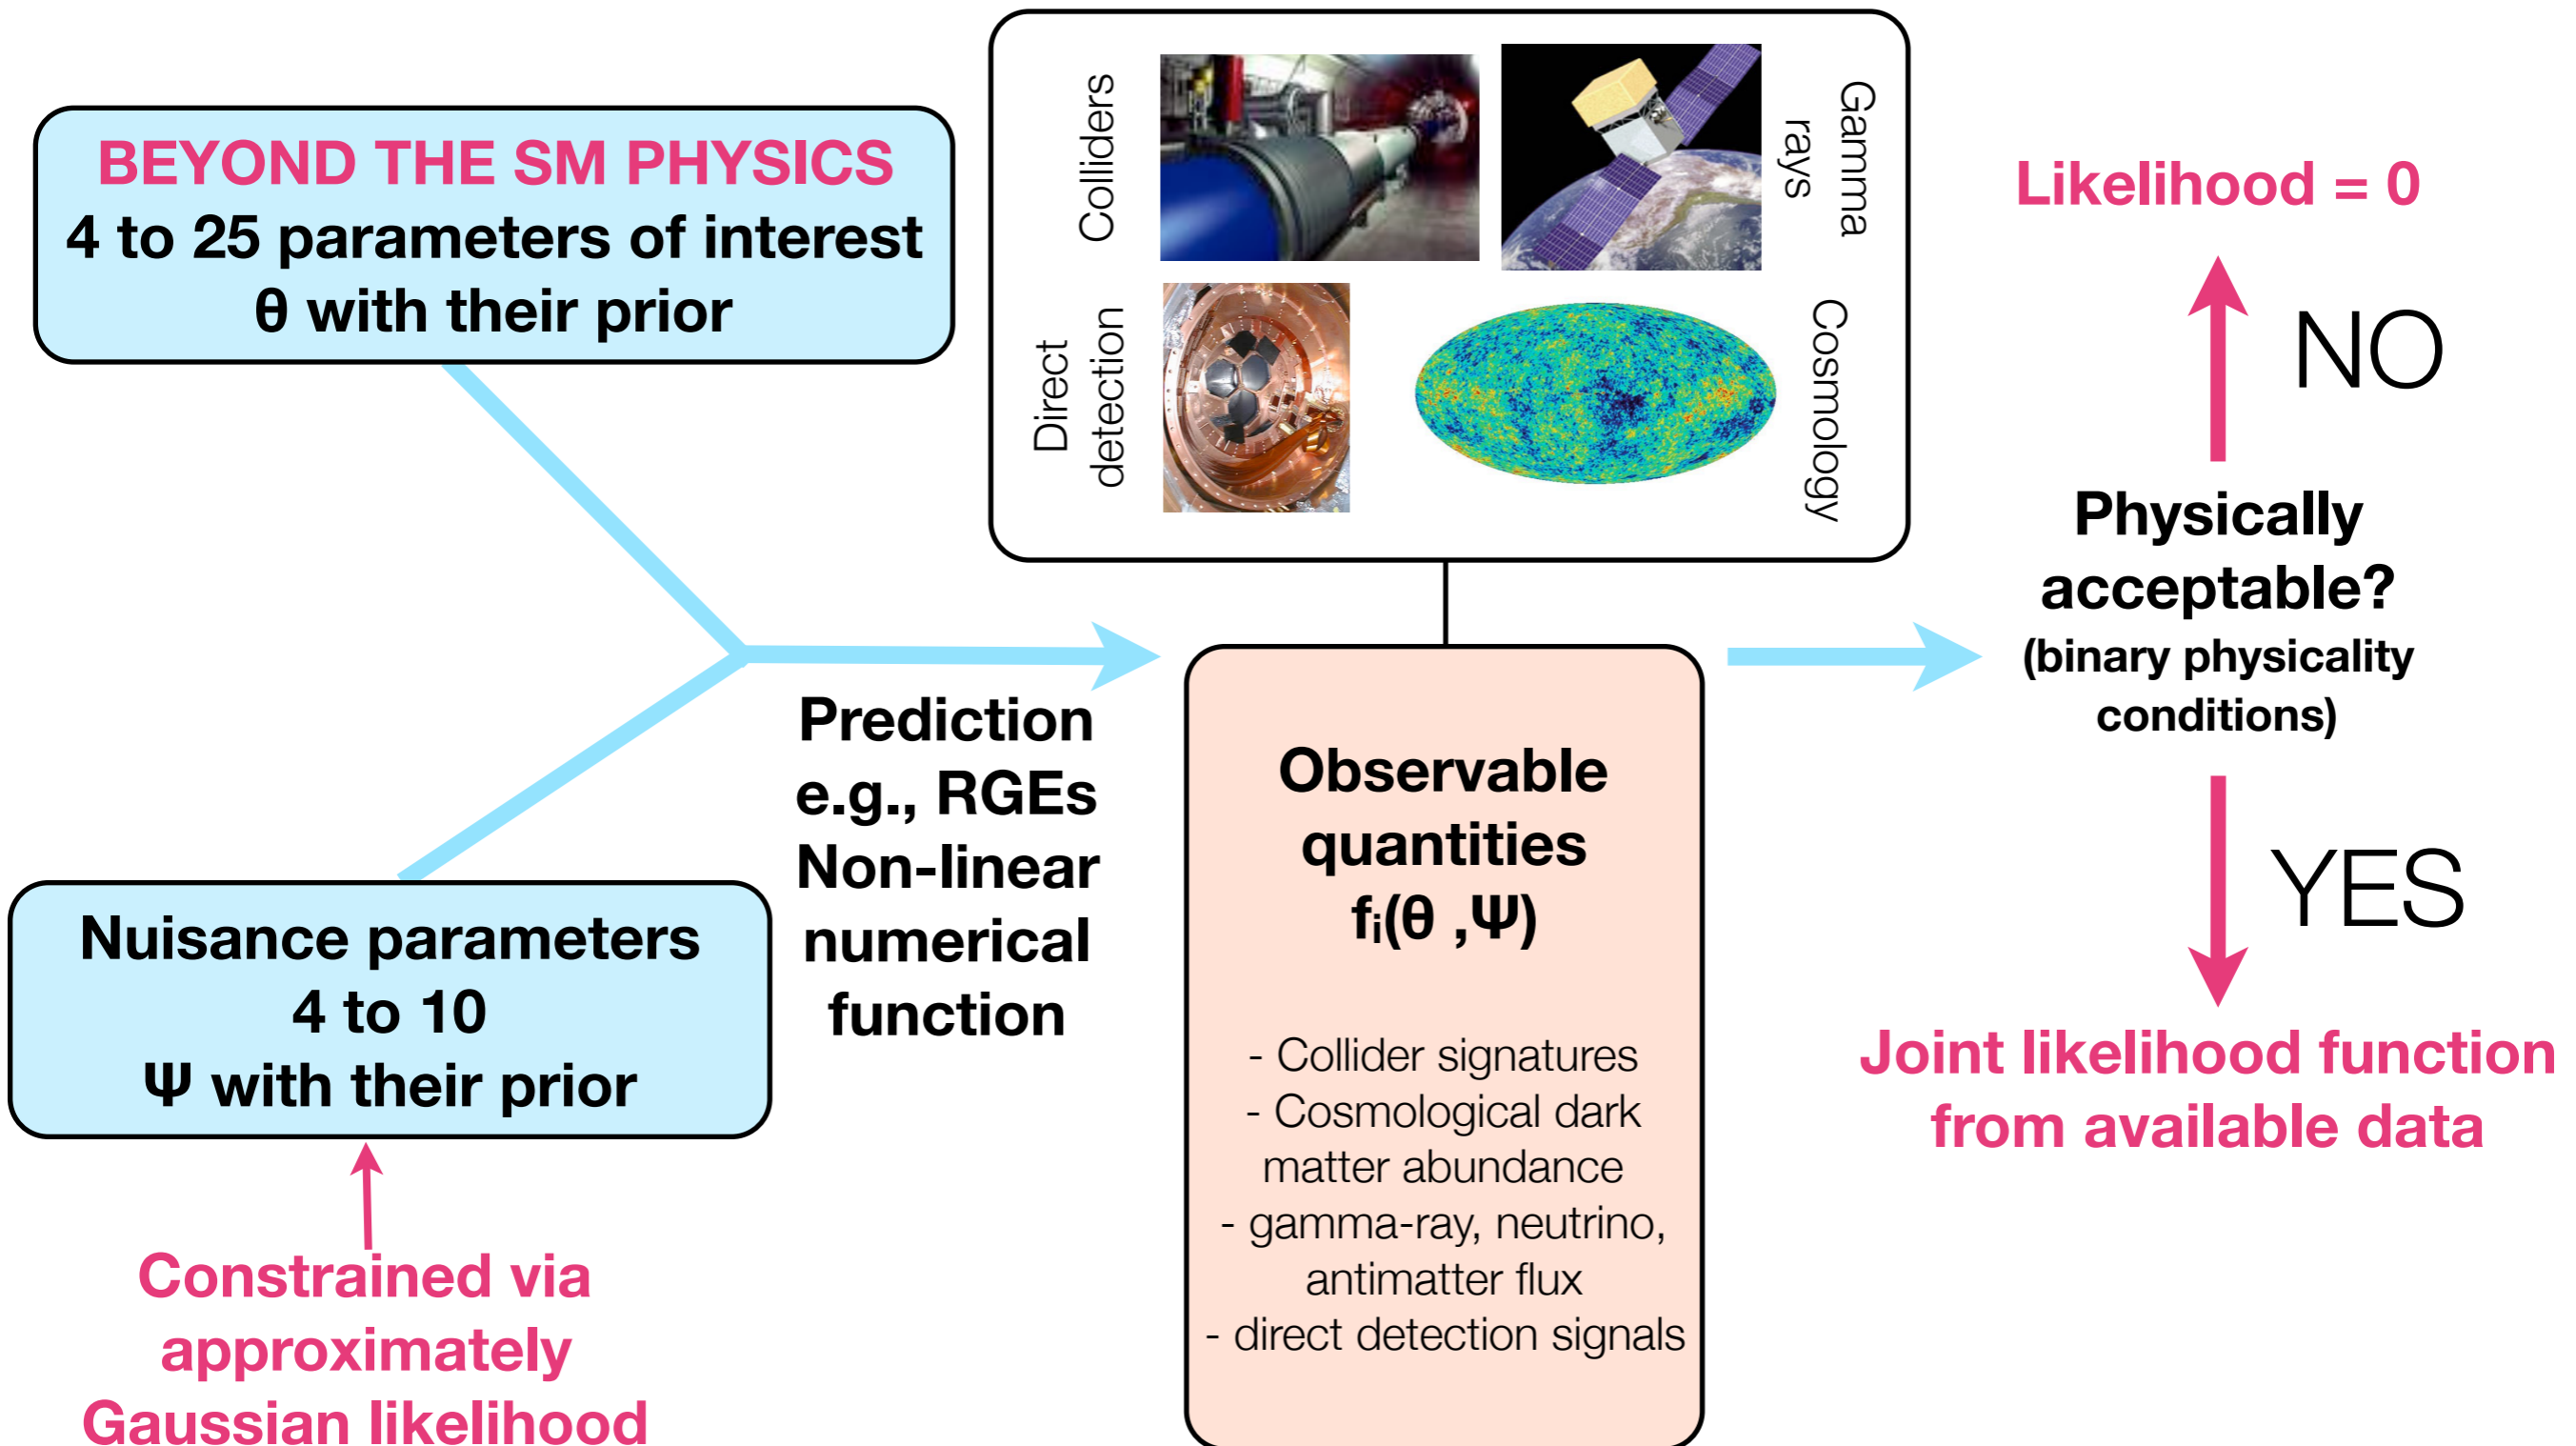 BEYOND THE SM PHYSICS
4 to 25 parameters of interest
θ with their prior
Nuisance parameters
4 to 10
Ψ with their prior
Constrained via
approximately
Gaussian likelihood
Prediction
e.g., RGEs
Non-linear
numerical
function
Colliders
Gamma
rays
Direct
detection
Cosmology
Observable
quantities
fᵢ(θ ,Ψ)
- Collider signatures
- Cosmological dark
matter abundance
- gamma-ray, neutrino,
antimatter flux
- direct detection signals
Likelihood = 0
NO
Physically
acceptable?
(binary physicality
conditions)
YES
Joint likelihood function
from available data